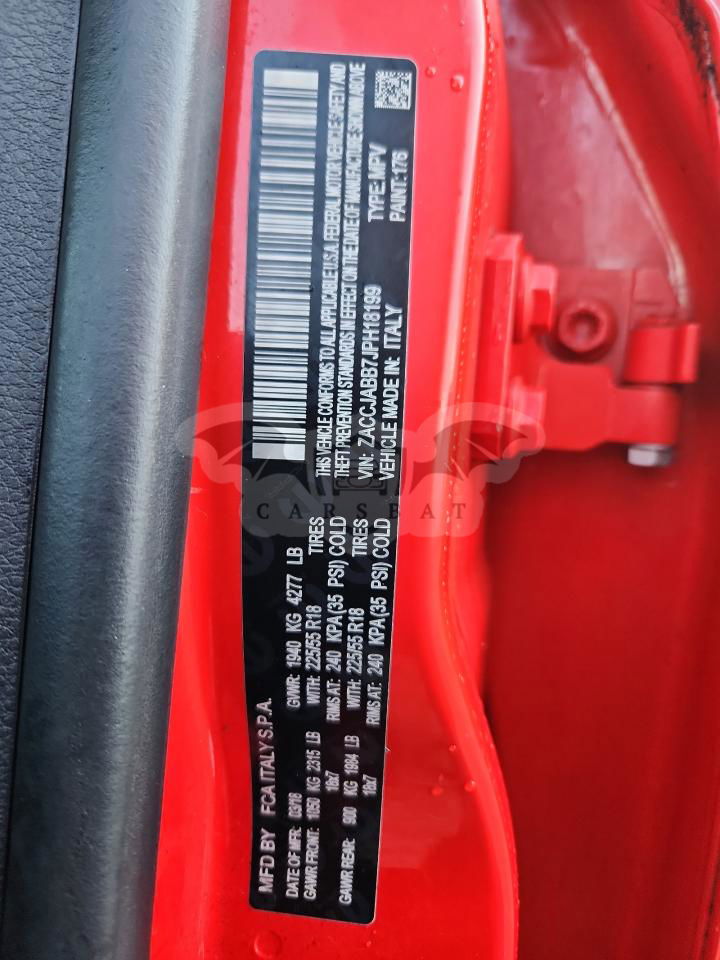 MFD BY FCA ITALY S.P.A.
DATE OF MFR: 03/18 GVWR: 1940 KG 4277 LB
GAWR FRONT: 1050 KG 2315 LB WITH: 225/55 R18 TIRES
18x7 RIMS AT: 240 KPA(35 PSI) COLD
GAWR REAR: 900 KG 1984 LB WITH: 225/55 R18 TIRES
18x7 RIMS AT: 240 KPA(35 PSI) COLD
THIS VEHICLE CONFORMS TO ALL APPLICABLE U.S.A. FEDERAL MOTOR VEHICLE SAFETY AND
THEFT PREVENTION STANDARDS IN EFFECT ON THE DATE OF MANUFACTURE SHOWN ABOVE
VIN: ZACCJABB7JPH18199 TYPE: MPV
VEHICLE MADE IN: ITALY PAINT: 176
CARSEAT